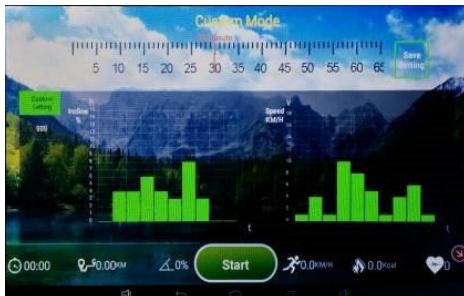 Custom Mode
5 10 15 20 25 30 35 40 45 50 55 60 65
Save
Setting
Custom
Setting
Incline
%
Speed
KM/H
t
t
00:00
0.00KM
0%
Start
0.0KM/H
0.0Kcal
0